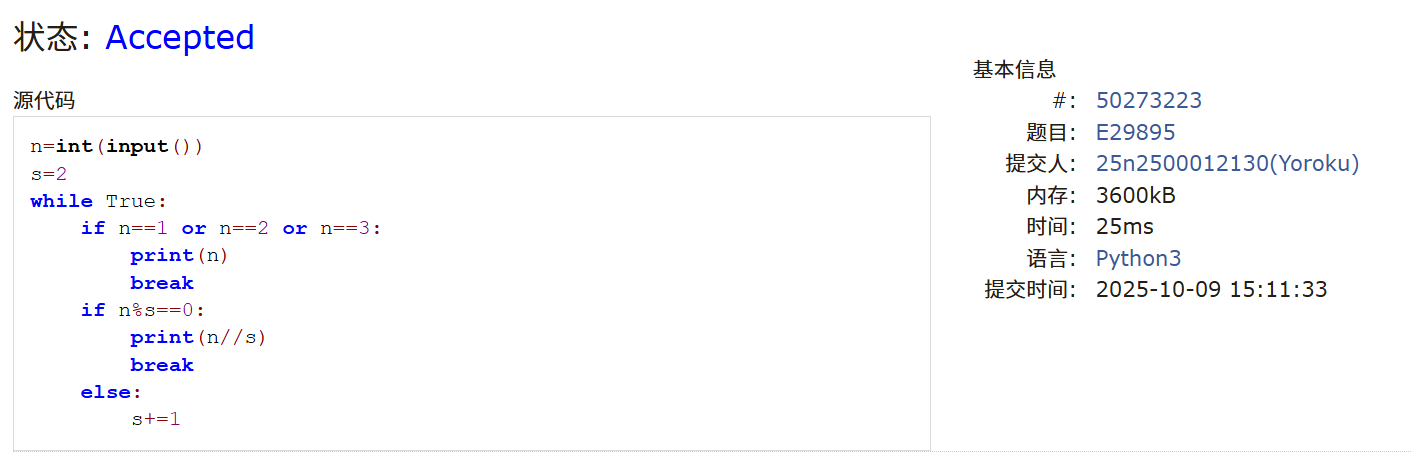 状态: Accepted
源代码
n=int(input())
s=2
while True:
    if n==1 or n==2 or n==3:
        print(n)
        break
    if n%s==0:
        print(n//s)
        break
    else:
        s+=1
基本信息
#: 50273223
题目: E29895
提交人: 25n2500012130(Yoroku)
内存: 3600kB
时间: 25ms
语言: Python3
提交时间: 2025-10-09 15:11:33